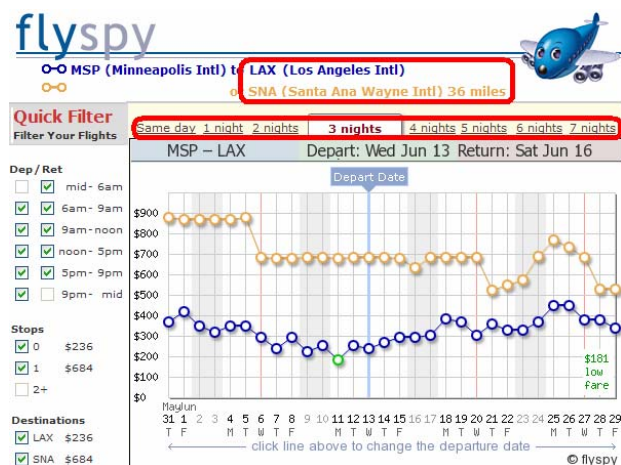 flyspy
MSP (Minneapolis Intl) to LAX (Los Angeles Intl)
o SNA (Santa Ana Wayne Intl) 36 miles
Quick Filter
Filter Your Flights
Same day 1 night 2 nights 3 nights 4 nights 5 nights 6 nights 7 nights
MSP – LAX Depart: Wed Jun 13 Return: Sat Jun 16
Depart Date
Dep/Ret
mid - 6am
6am - 9am
9am - noon
noon - 5pm
5pm - 9pm
9pm - mid
Stops
0 $236
1 $684
2+
Destinations
LAX $236
SNA $684
$900
$800
$700
$600
$500
$400
$300
$200
$100
$0
$181
low
fare
May Jun
31 1 2 3 4 5 6 7 8 9 10 11 12 13 14 15 16 17 18 19 20 21 22 23 24 25 26 27 28 29
T F M T W T F M T W T F M T W T F M T W T F
click line above to change the departure date
© flyspy